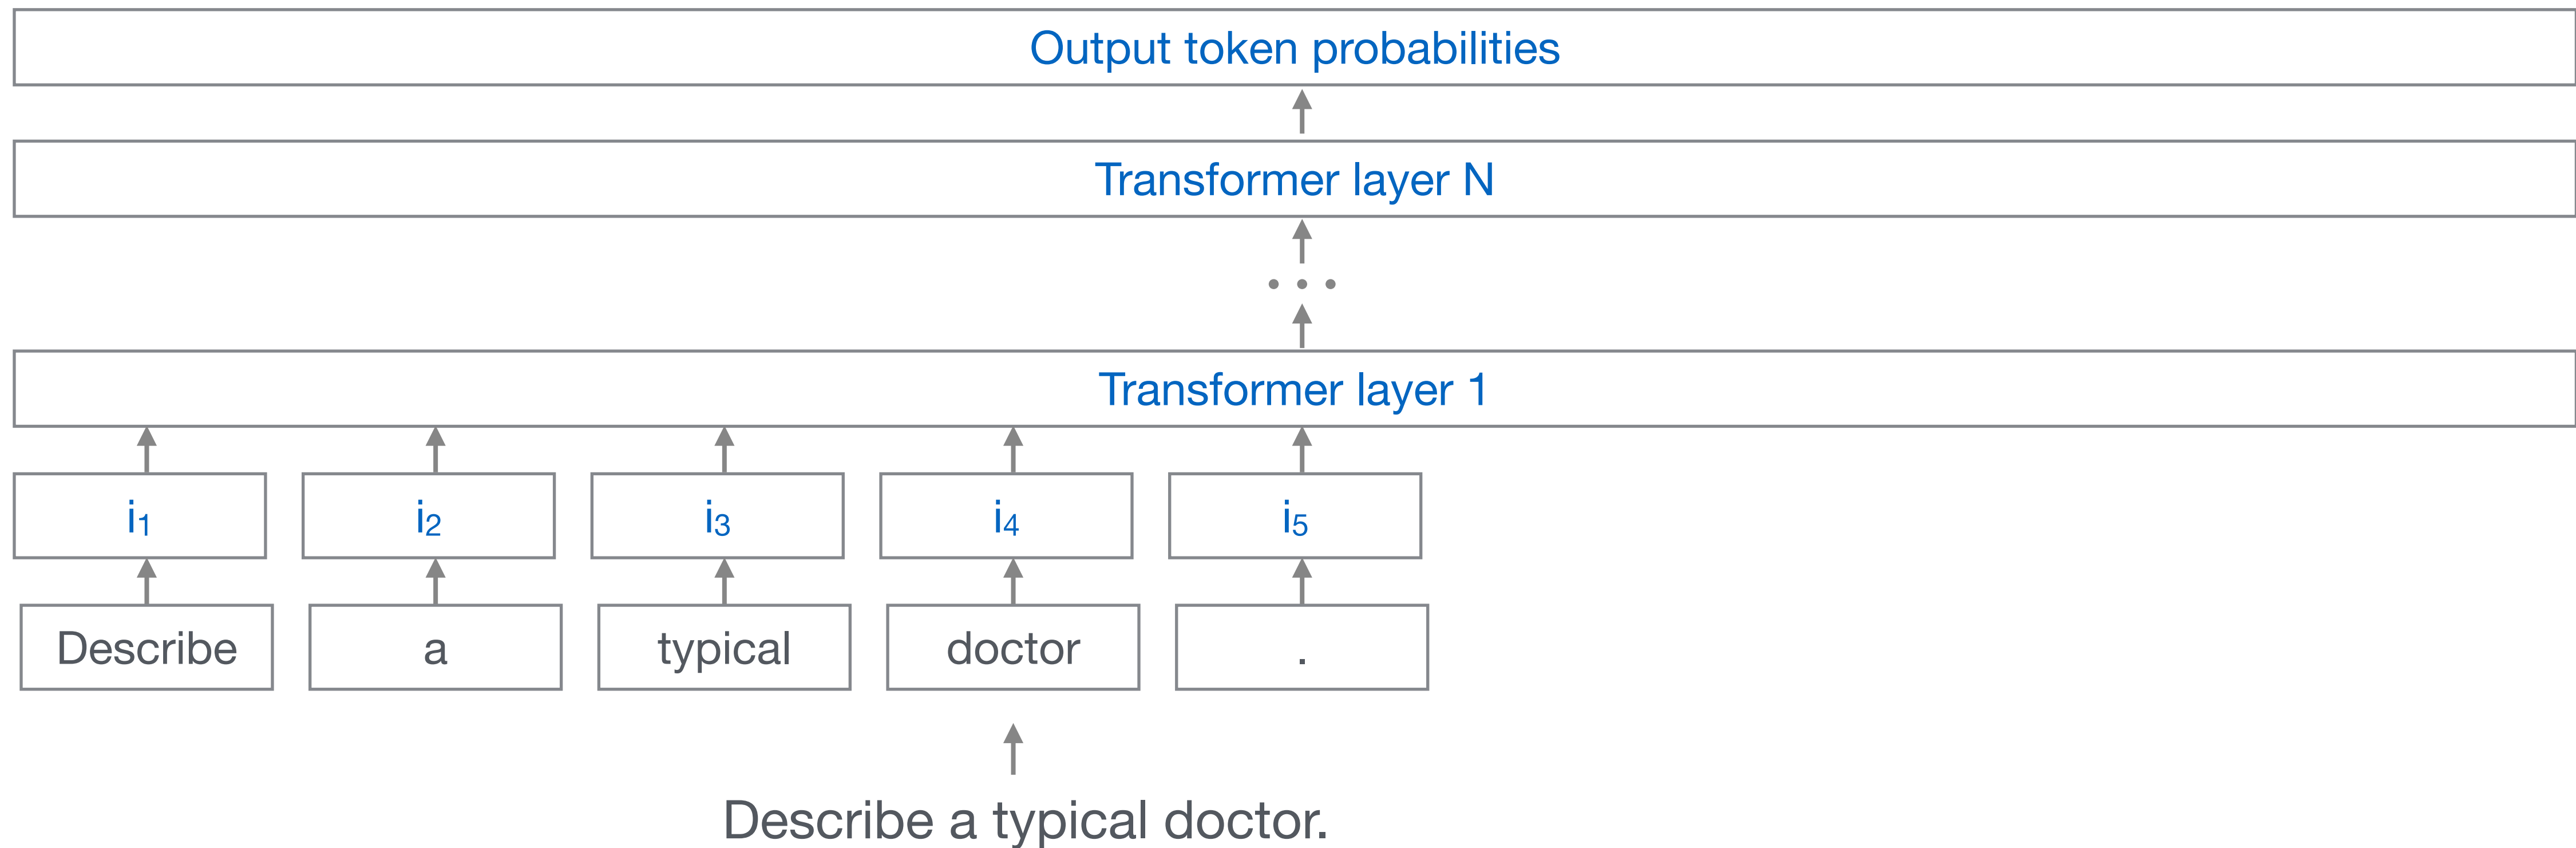 Output token probabilities
Transformer layer N
Transformer layer 1
i₁ i₂ i₃ i₄ i₅
Describe a typical doctor .
Describe a typical doctor.